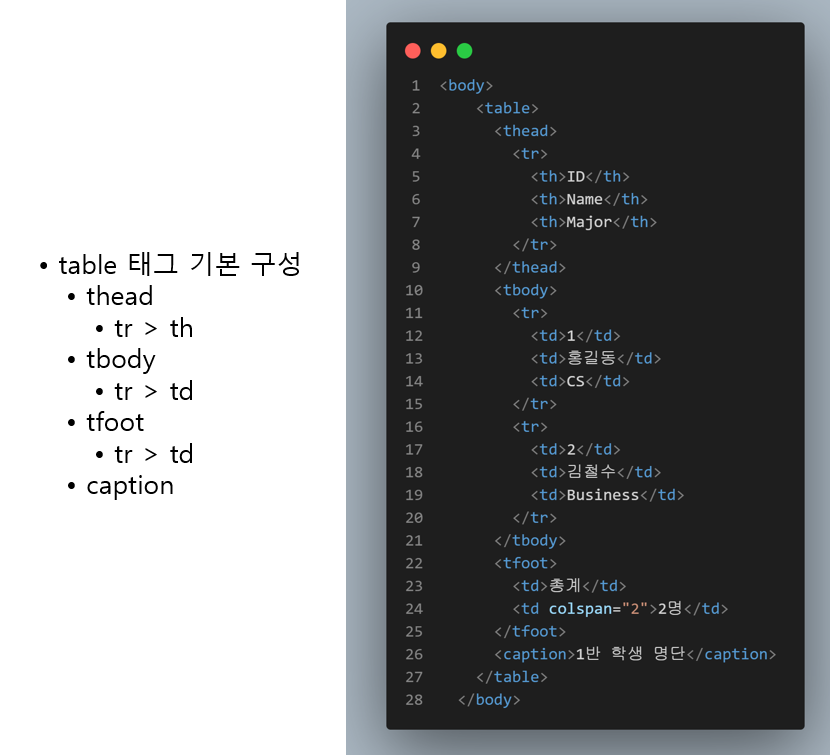 • table 태그 기본 구성
• thead
• tr > th
• tbody
• tr > td
• tfoot
• tr > td
• caption
1 <body>
2 <table>
3 <thead>
4 <tr>
5 <th>ID</th>
6 <th>Name</th>
7 <th>Major</th>
8 </tr>
9 </thead>
10 <tbody>
11 <tr>
12 <td>1</td>
13 <td>홍길동</td>
14 <td>CS</td>
15 </tr>
16 <tr>
17 <td>2</td>
18 <td>김철수</td>
19 <td>Business</td>
20 </tr>
21 </tbody>
22 <tfoot>
23 <td>총계</td>
24 <td colspan="2">2명</td>
25 </tfoot>
26 <caption>1반 학생 명단</caption>
27 </table>
28 </body>